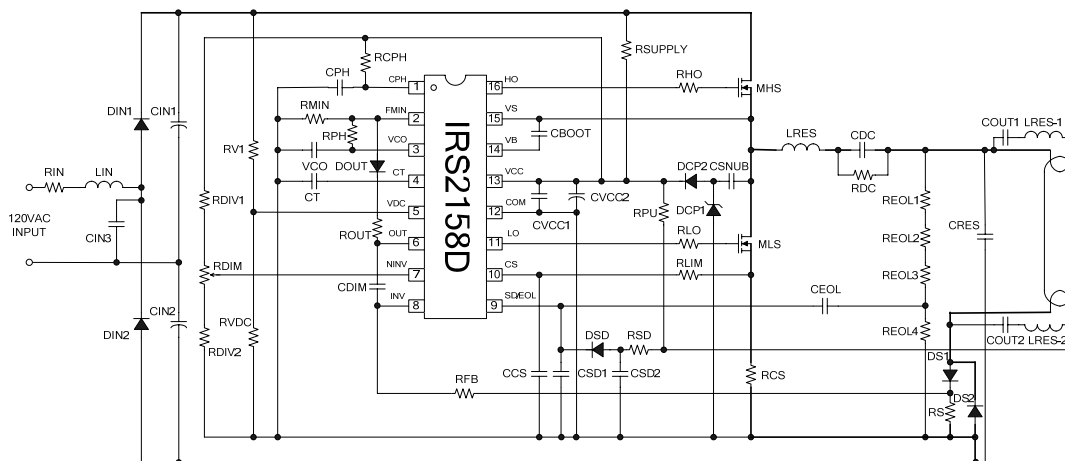 RCPH
RSUPPLY
CPH
CPH
1
16
HO
RHO
MHS
DIN1
CIN1
RMIN
FMIN
2
15
VS
CBOOT
COUT1 LRES-1
RPH
VCO
3
14
VB
LRES
CDC
RV1
VCO
DOUT
CT
4
13
VCC
DCP2 CSNUB
RDC
RIN
LIN
CT
IRS2158D
120VAC
INPUT
CIN3
RDIV1
VDC
5
12
COM
CVCC1
CVCC2
RPU
DCP1
REOL1
ROUT
OUT
6
11
LO
RLO
MLS
REOL2
CRES
RDIM
NINV
7
10
CS
RLIM
REOL3
CDIM
INV
8
9
SD/EOL
CEOL
CIN2
DIN2
RVDC
RDIV2
DSD
RSD
REOL4
COUT2 LRES-2
RFB
CCS
CSD1
CSD2
RCS
DS1
RS
DS2